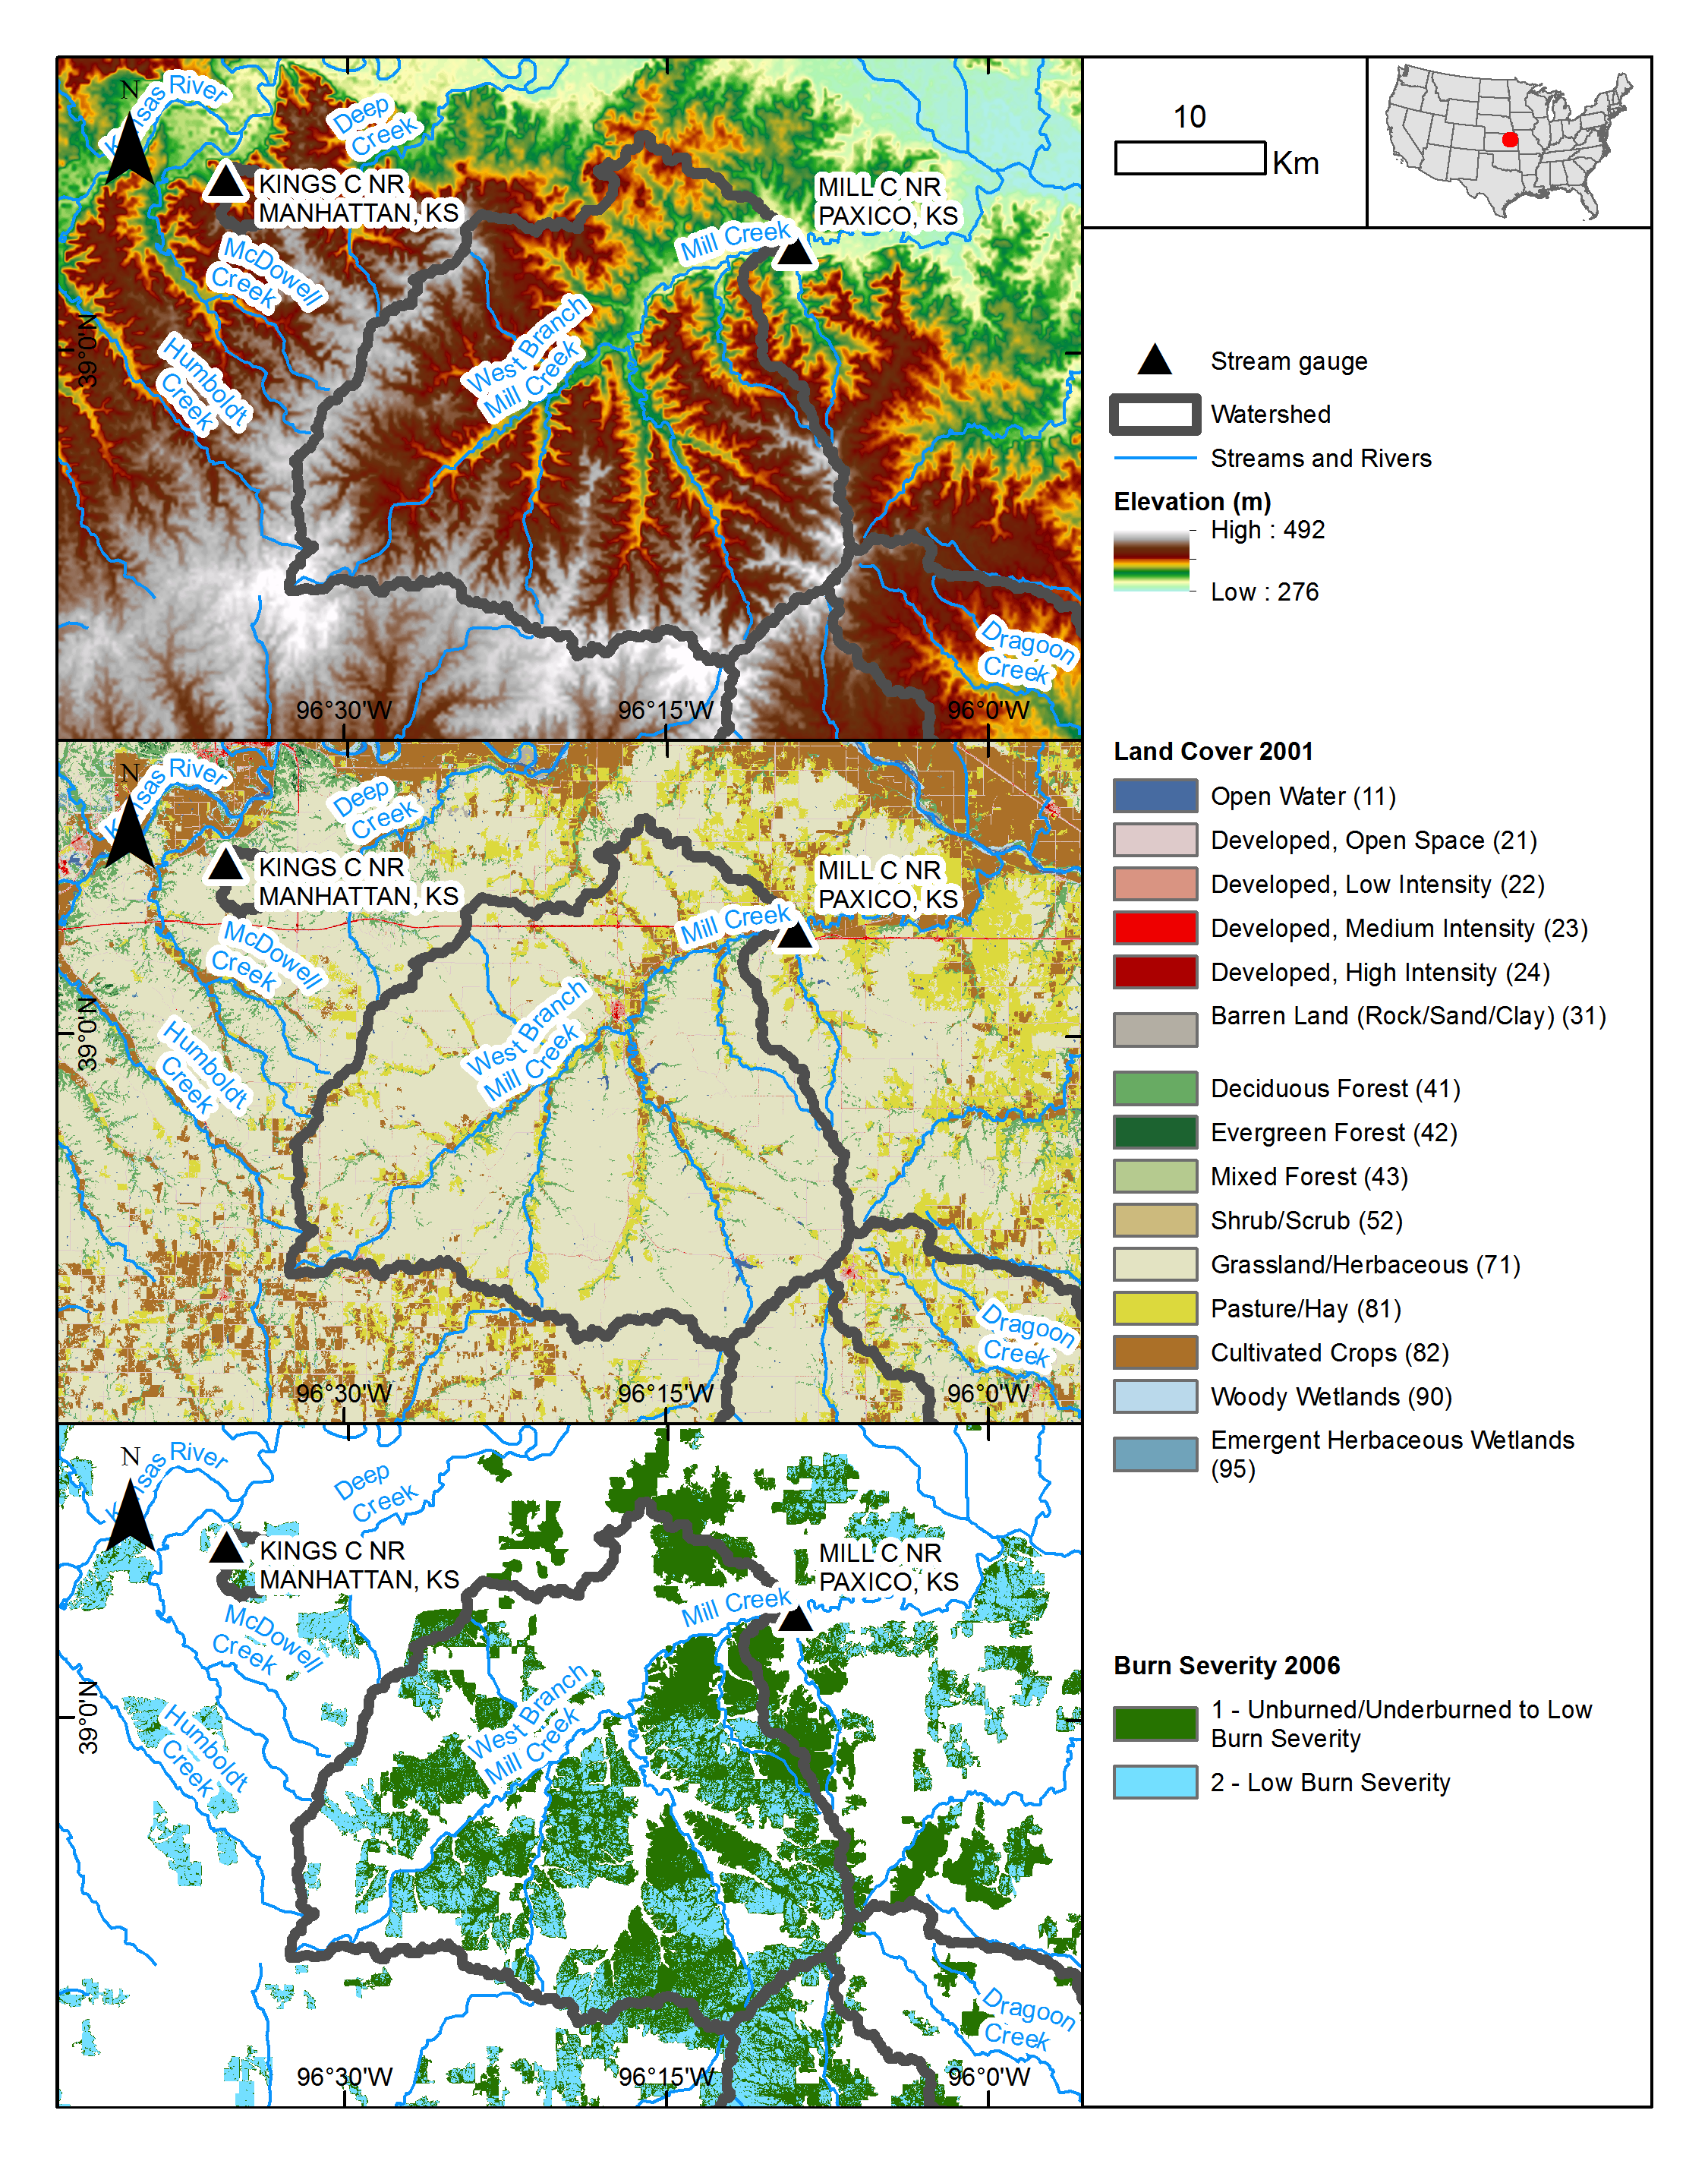 N
Kansas River
Deep
Creek
KINGS C NR
MANHATTAN, KS
MILL C NR
PAXICO, KS
Mill Creek
McDowell
Creek
West Branch
Mill Creek
Humboldt
Creek
39°0'N
Dragoon
Creek
96°30'W
96°15'W
96°0'W
N
Kansas River
Deep
Creek
KINGS C NR
MANHATTAN, KS
MILL C NR
PAXICO, KS
Mill Creek
McDowell
Creek
West Branch
Mill Creek
Humboldt
Creek
39°0'N
Dragoon
Creek
96°30'W
96°15'W
96°0'W
N
Kansas River
Deep
Creek
KINGS C NR
MANHATTAN, KS
MILL C NR
PAXICO, KS
Mill Creek
McDowell
Creek
West Branch
Mill Creek
Humboldt
Creek
39°0'N
Dragoon
Creek
96°30'W
96°15'W
96°0'W
10
Km
Stream gauge
Watershed
Streams and Rivers
Elevation (m)
High : 492
Low : 276
Land Cover 2001
Open Water (11)
Developed, Open Space (21)
Developed, Low Intensity (22)
Developed, Medium Intensity (23)
Developed, High Intensity (24)
Barren Land (Rock/Sand/Clay) (31)
Deciduous Forest (41)
Evergreen Forest (42)
Mixed Forest (43)
Shrub/Scrub (52)
Grassland/Herbaceous (71)
Pasture/Hay (81)
Cultivated Crops (82)
Woody Wetlands (90)
Emergent Herbaceous Wetlands
(95)
Burn Severity 2006
1 - Unburned/Underburned to Low
Burn Severity
2 - Low Burn Severity